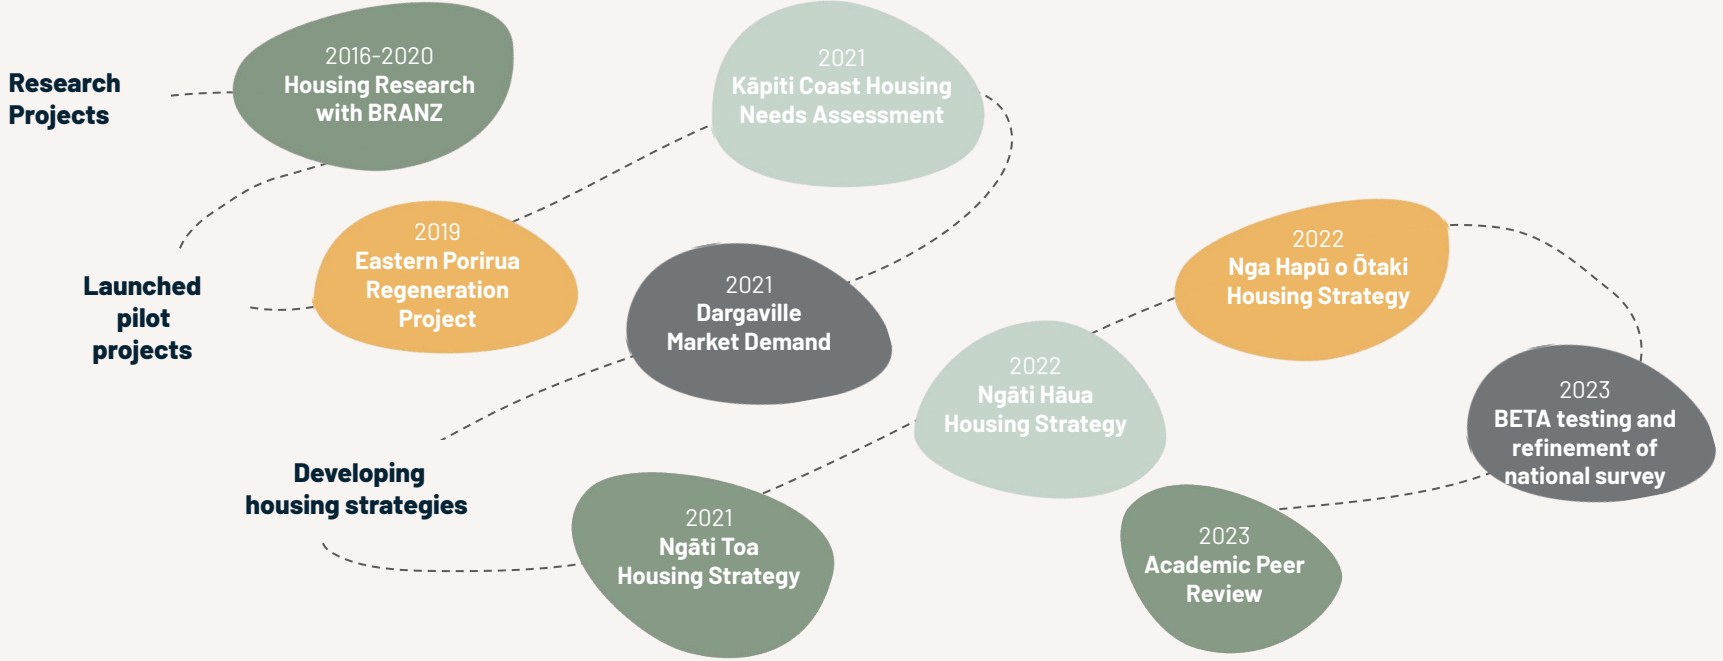 Research
Projects
2016-2020
Housing Research
with BRANZ
Launched
pilot
projects
2019
Eastern Porirua
Regeneration
Project
2021
Kāpiti Coast Housing
Needs Assessment
2021
Dargaville
Market Demand
Developing
housing strategies
2021
Ngāti Toa
Housing Strategy
2022
Ngāti Hāua
Housing Strategy
2022
Nga Hapū o Ōtaki
Housing Strategy
2023
BETA testing and
refinement of
national survey
2023
Academic Peer
Review